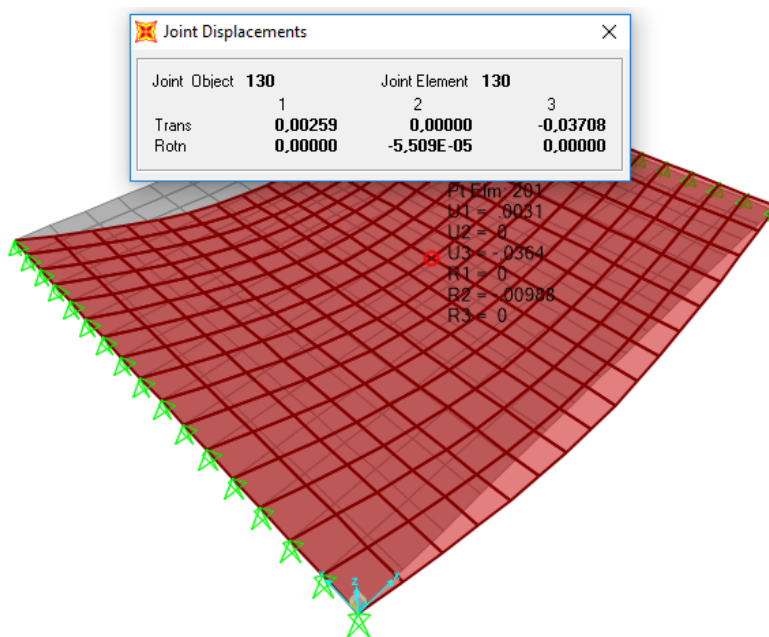 Joint Displacements
Joint Object 130 Joint Element 130
1 2 3
Trans 0,00259 0,00000 -0,03708
Rotn 0,00000 -5,509E-05 0,00000
Pt Elm: 201
U1 = .0031
U2 = 0
U3 = -.0364
R1 = 0
R2 = -.00988
R3 = 0
Z